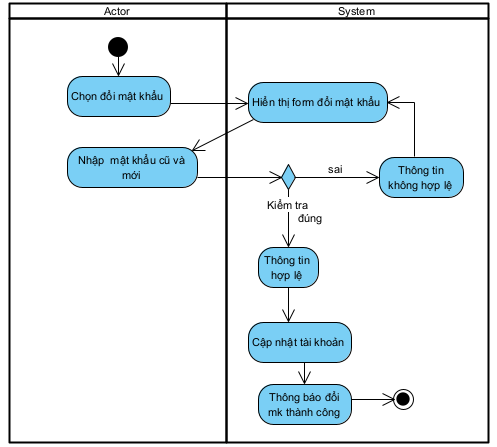 Actor
System
Chọn đổi mật khẩu
Hiển thị form đổi mật khẩu
Nhập mật khẩu cũ và
mới
sai
Thông tin
không hợp lệ
Kiểm tra
đúng
Thông tin
hợp lệ
Cập nhật tài khoản
Thông báo đổi
mk thành công